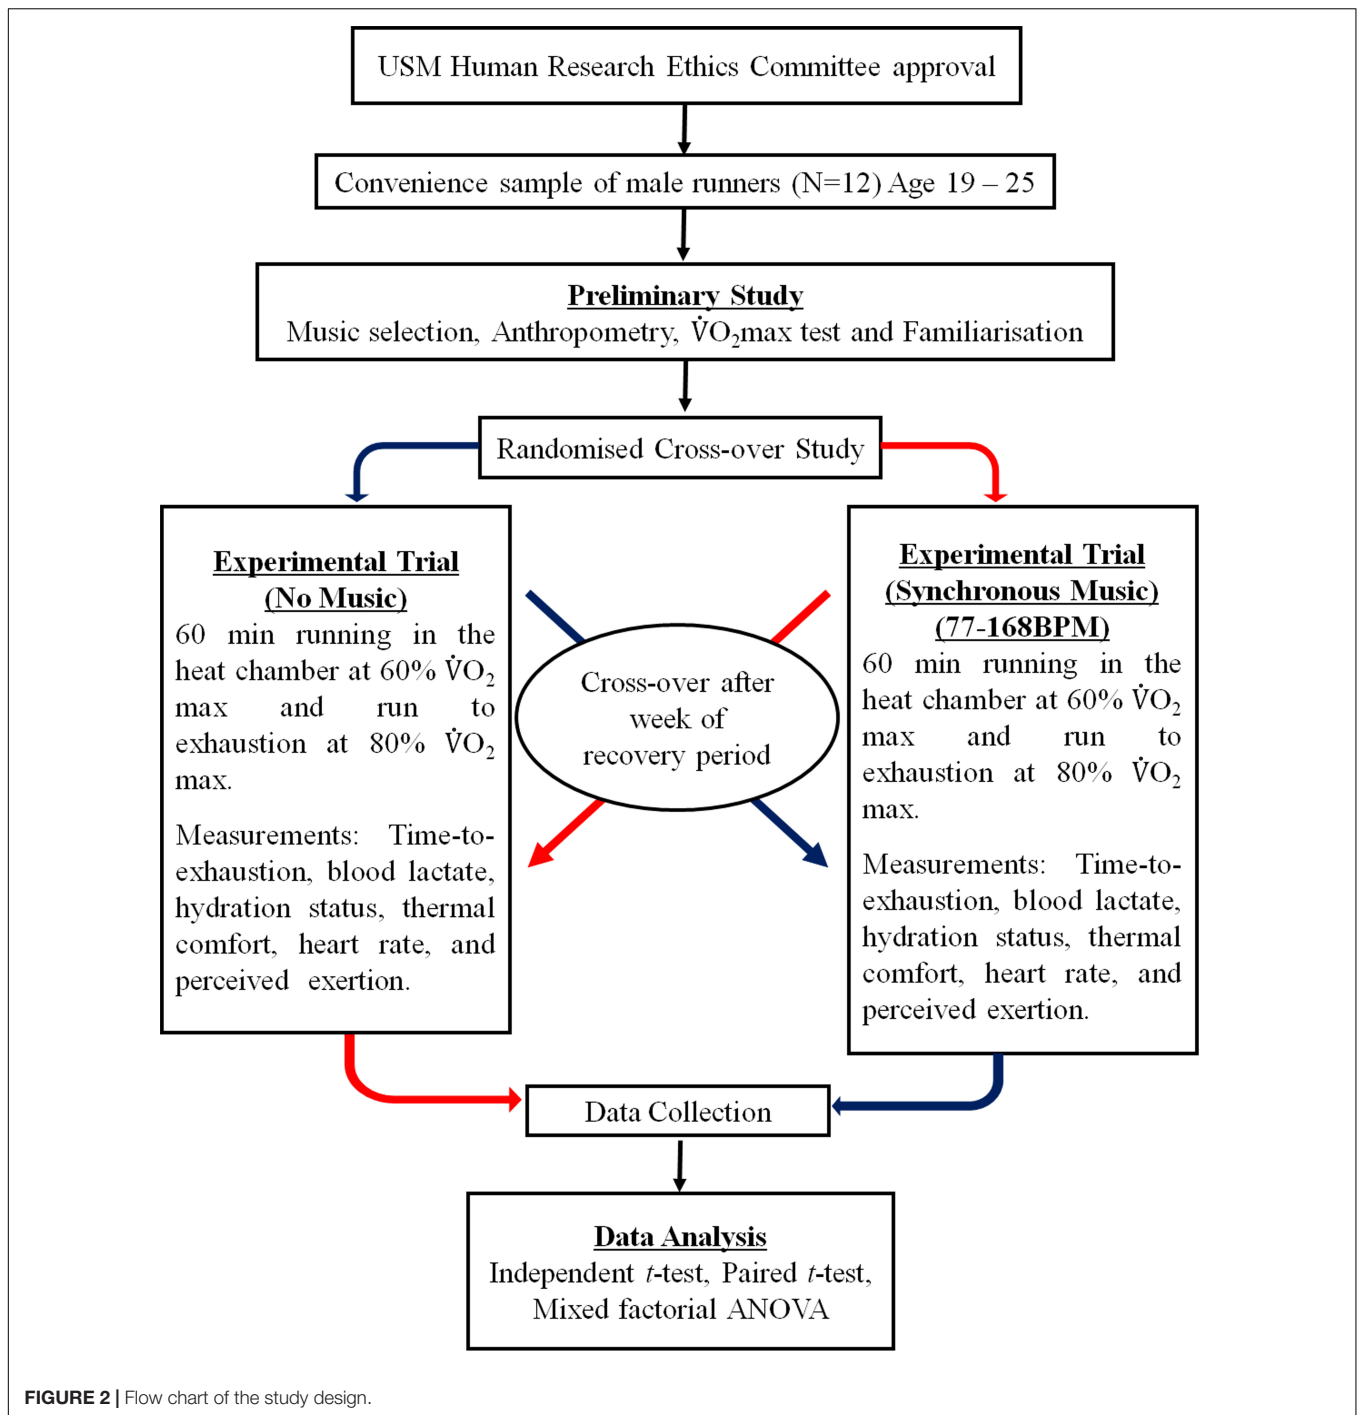 USM Human Research Ethics Committee approval
Convenience sample of male runners (N=12) Age 19 – 25
Preliminary Study
Music selection, Anthropometry, V̇O₂max test and Familiarisation
Randomised Cross-over Study
Experimental Trial
(No Music)
60 min running in the
heat chamber at 60% V̇O₂
max and run to
exhaustion at 80% V̇O₂
max.
Measurements: Time-to-
exhaustion, blood lactate,
hydration status, thermal
comfort, heart rate, and
perceived exertion.
Cross-over after
week of
recovery period
Experimental Trial
(Synchronous Music)
(77-168BPM)
60 min running in the
heat chamber at 60% V̇O₂
max and run to
exhaustion at 80% V̇O₂
max.
Measurements: Time-to-
exhaustion, blood lactate,
hydration status, thermal
comfort, heart rate, and
perceived exertion.
Data Collection
Data Analysis
Independent t-test, Paired t-test,
Mixed factorial ANOVA
FIGURE 2 | Flow chart of the study design.